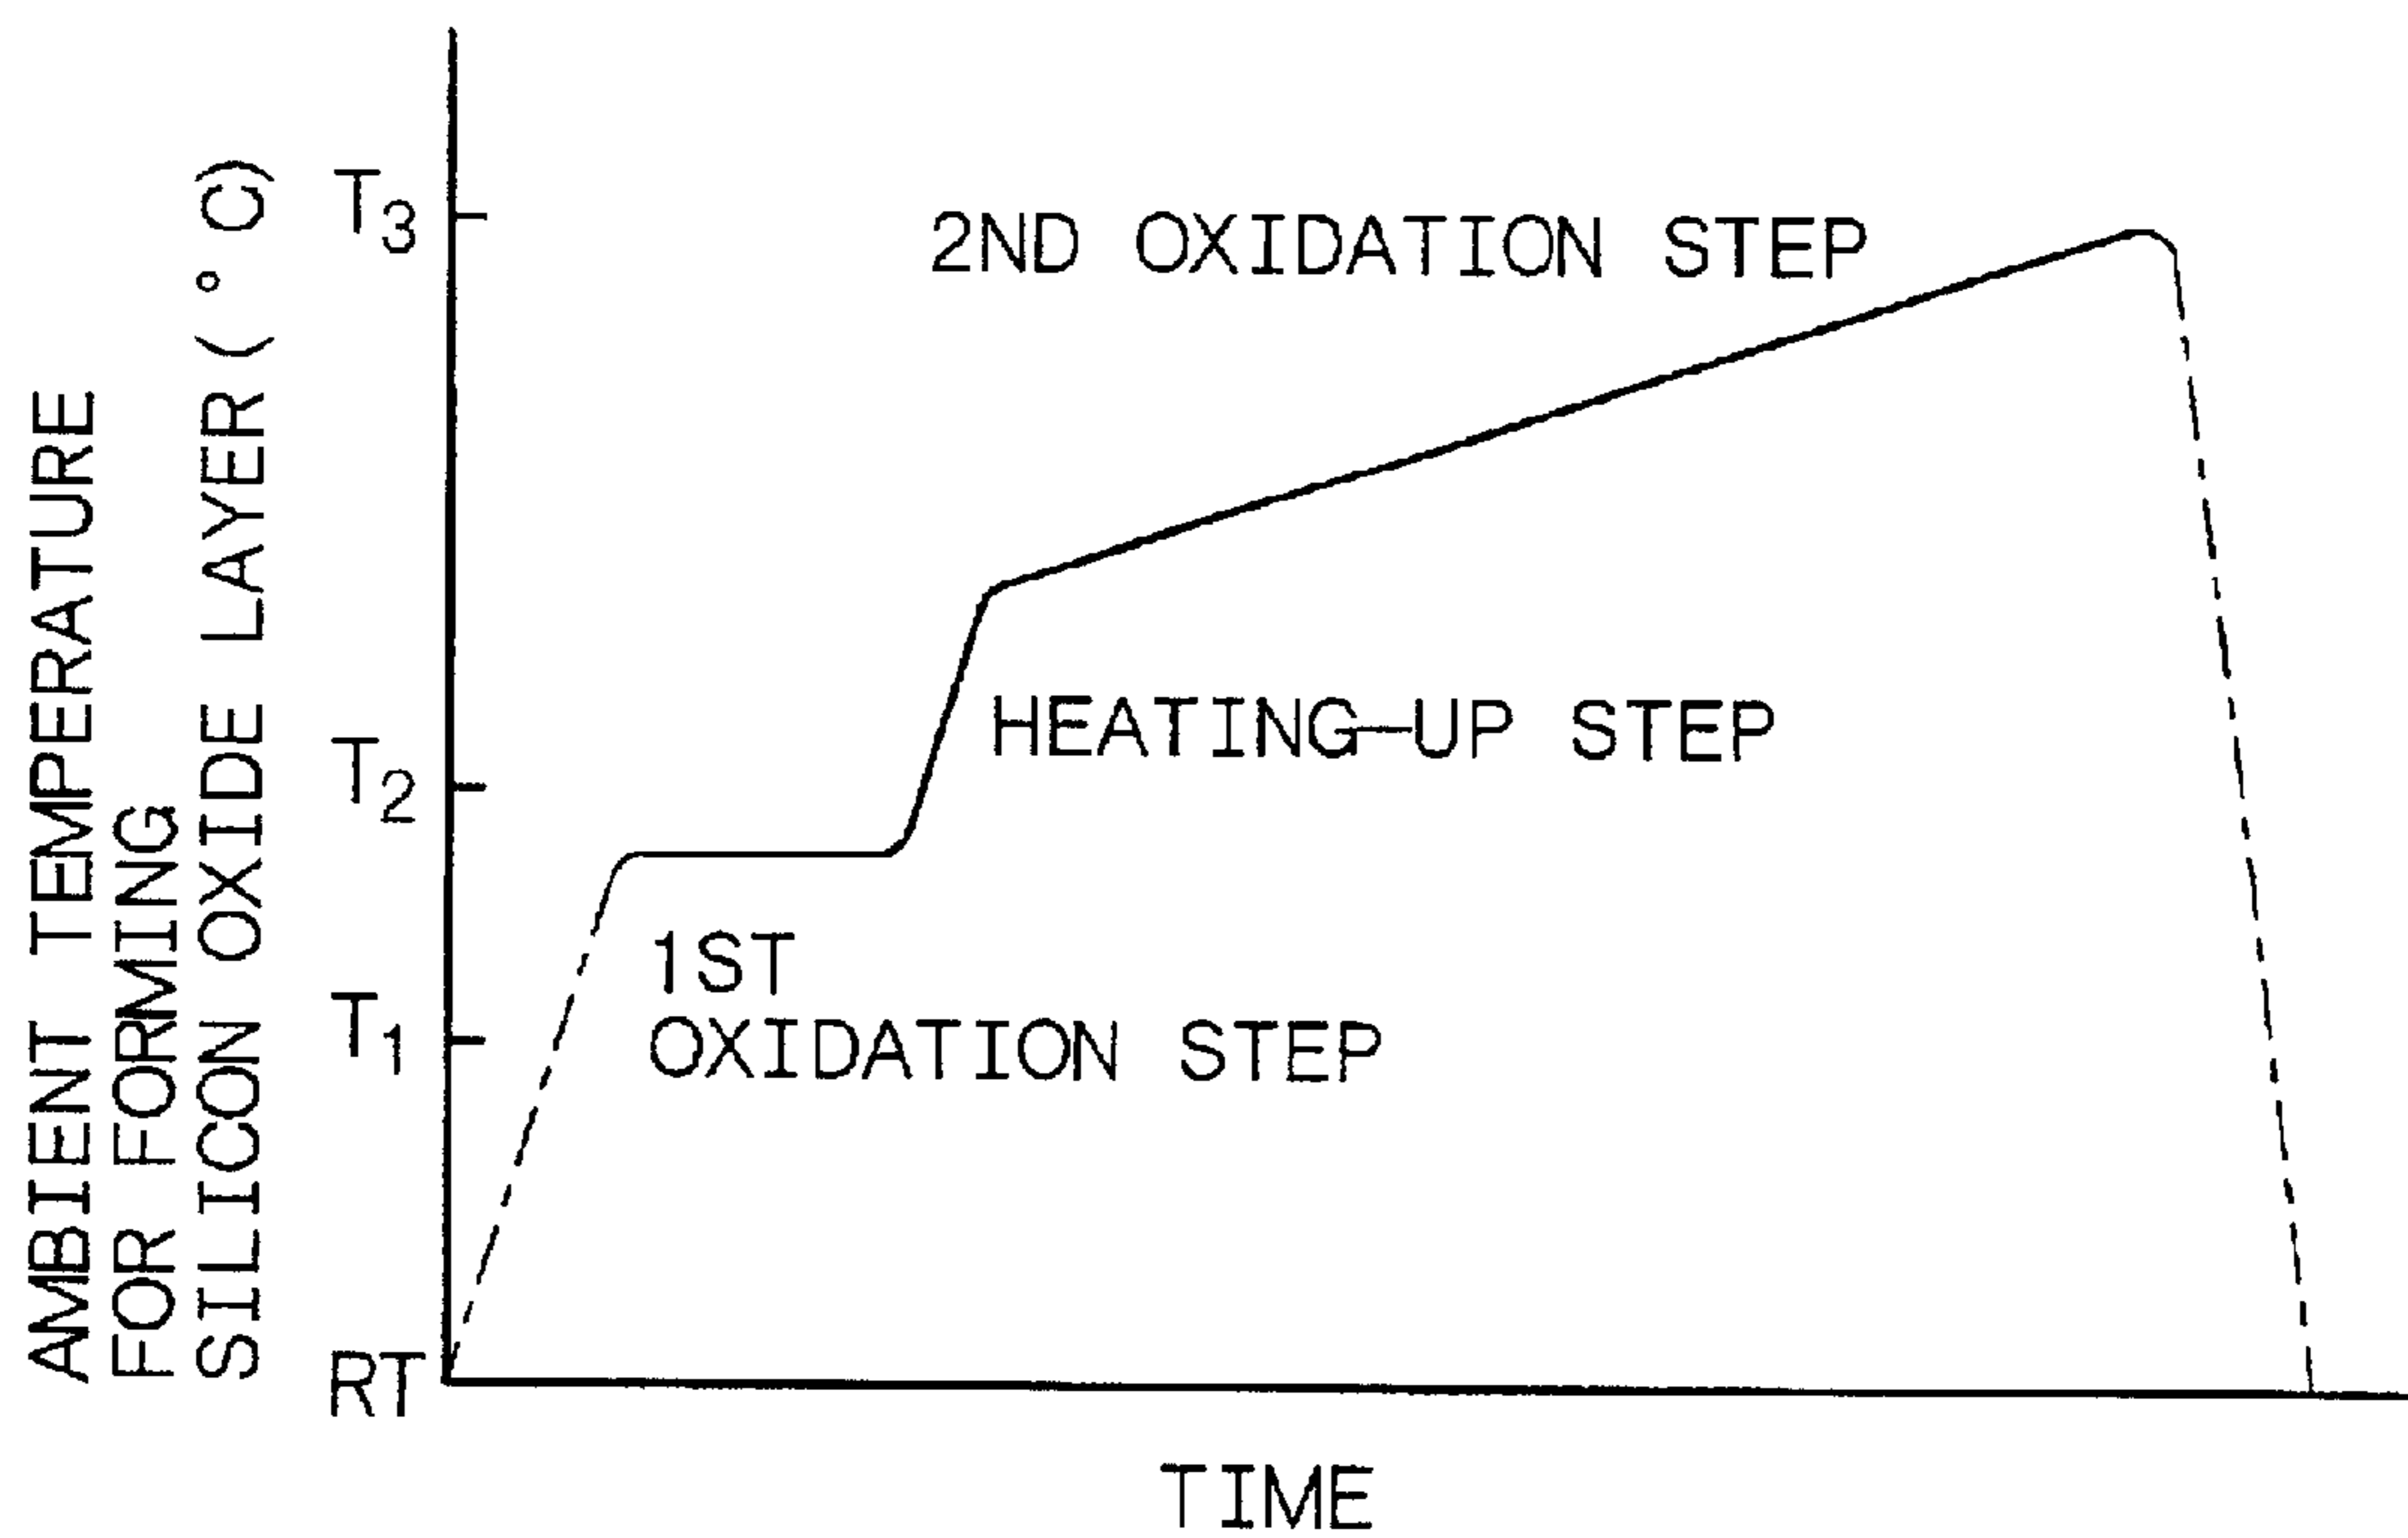 AMBIENT TEMPERATURE
FOR FORMING
SILICON OXIDE LAYER (°C)
T3
2ND OXIDATION STEP
HEATING-UP STEP
T2
1ST
OXIDATION STEP
T1
RT
TIME